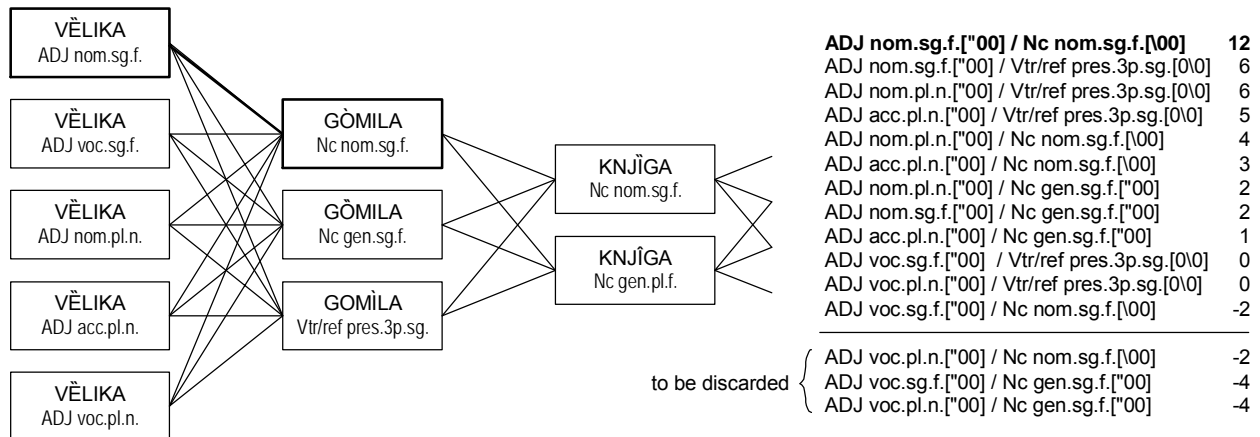 VȄLIKA
ADJ nom.sg.f.
VȄLIKA
ADJ voc.sg.f.
VȄLIKA
ADJ nom.pl.n.
VȄLIKA
ADJ acc.pl.n.
VȄLIKA
ADJ voc.pl.n.
GÒMILA
Nc nom.sg.f.
GȌMILA
Nc gen.sg.f.
GOMÌLA
Vtr/ref pres.3p.sg.
KNJȈGA
Nc nom.sg.f.
KNJÎGA
Nc gen.pl.f.
ADJ nom.sg.f.["00] / Nc nom.sg.f.[\00] 12
ADJ nom.sg.f.["00] / Vtr/ref pres.3p.sg.[0\0] 6
ADJ nom.pl.n.["00] / Vtr/ref pres.3p.sg.[0\0] 6
ADJ acc.pl.n.["00] / Vtr/ref pres.3p.sg.[0\0] 5
ADJ nom.pl.n.["00] / Nc nom.sg.f.[\00] 4
ADJ acc.pl.n.["00] / Nc nom.sg.f.[\00] 3
ADJ nom.pl.n.["00] / Nc gen.sg.f.["00] 2
ADJ nom.sg.f.["00] / Nc gen.sg.f.["00] 2
ADJ acc.pl.n.["00] / Nc gen.sg.f.["00] 1
ADJ voc.sg.f.["00] / Vtr/ref pres.3p.sg.[0\0] 0
ADJ voc.pl.n.["00] / Vtr/ref pres.3p.sg.[0\0] 0
ADJ voc.sg.f.["00] / Nc nom.sg.f.[\00] -2
to be discarded
ADJ voc.pl.n.["00] / Nc nom.sg.f.[\00] -2
ADJ voc.sg.f.["00] / Nc gen.sg.f.["00] -4
ADJ voc.pl.n.["00] / Nc gen.sg.f.["00] -4